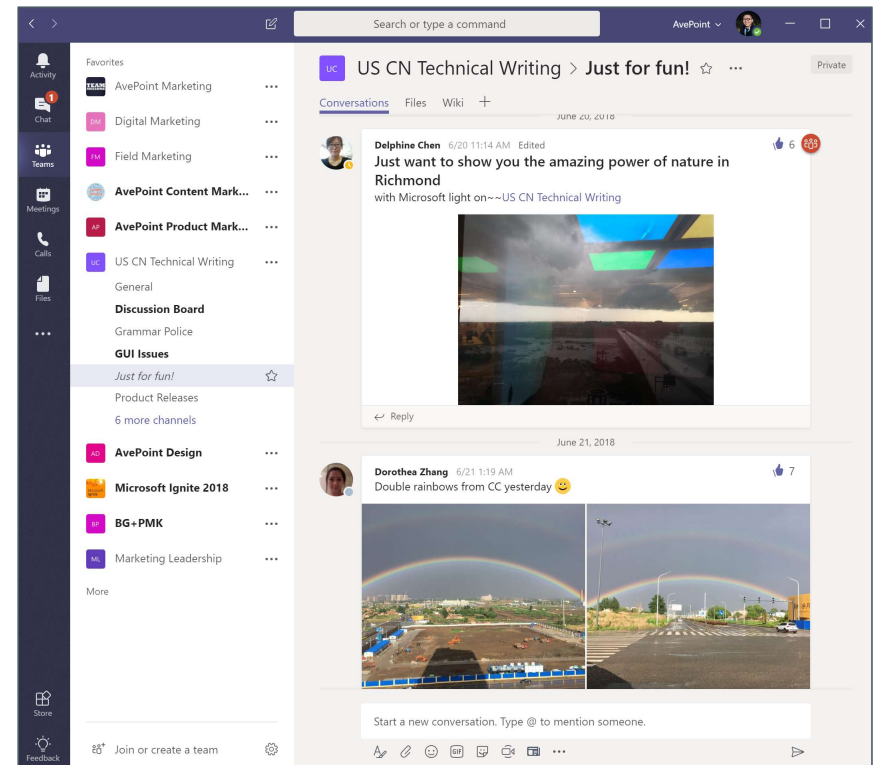 Search or type a command
AvePoint
Activity
1
Chat
Teams
Meetings
Calls
Files
Store
Feedback
Favorites
TEAM
AvePoint Marketing
DM
Digital Marketing
FM
Field Marketing
AvePoint Content Mark...
AP
AvePoint Product Mark...
UC
US CN Technical Writing
General
Discussion Board
Grammar Police
GUI Issues
Just for fun!
Product Releases
6 more channels
AD
AvePoint Design
Microsoft Ignite 2018
BP
BG+PMK
ML
Marketing Leadership
More
Join or create a team
UC
US CN Technical Writing > Just for fun!
Private
Conversations Files Wiki
June 20, 2018
Delphine Chen 6/20 11:14 AM Edited
6
Just want to show you the amazing power of nature in
Richmond
with Microsoft light on~~US CN Technical Writing
Reply
June 21, 2018
Dorothea Zhang 6/21 1:19 AM
7
Double rainbows from CC yesterday
Start a new conversation. Type @ to mention someone.
GIF